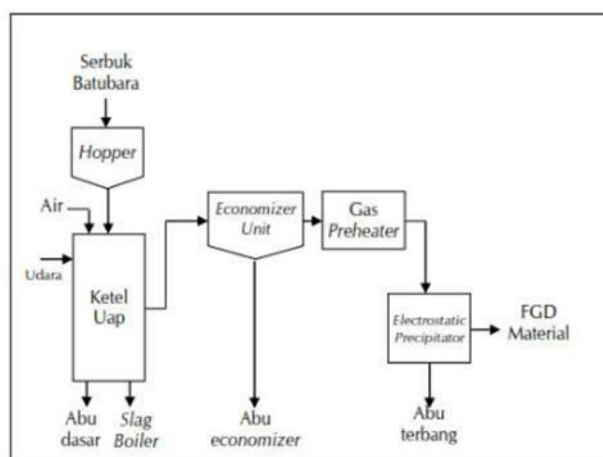 Serbuk
Batubara
Hopper
Air
Udara
Ketel
Uap
Economizer
Unit
Gas
Preheater
Electrostatic
Precipitator
FGD
Material
Abu
dasar
Slag
Boiler
Abu
economizer
Abu
terbang